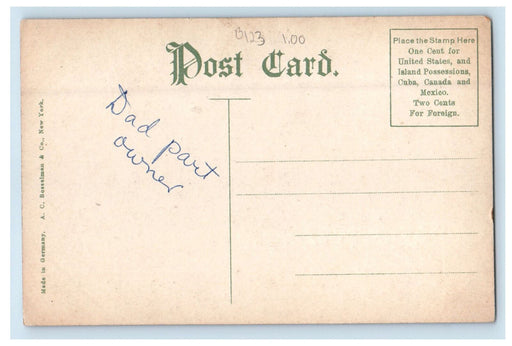 B123 1.00
Post Card.
Place the Stamp Here
One Cent for
United States, and
Island Possessions,
Cuba, Canada and
Mexico.
Two Cents
For Foreign.
Dad part
owner
Made in Germany. A. C. Bosselman & Co., New York.